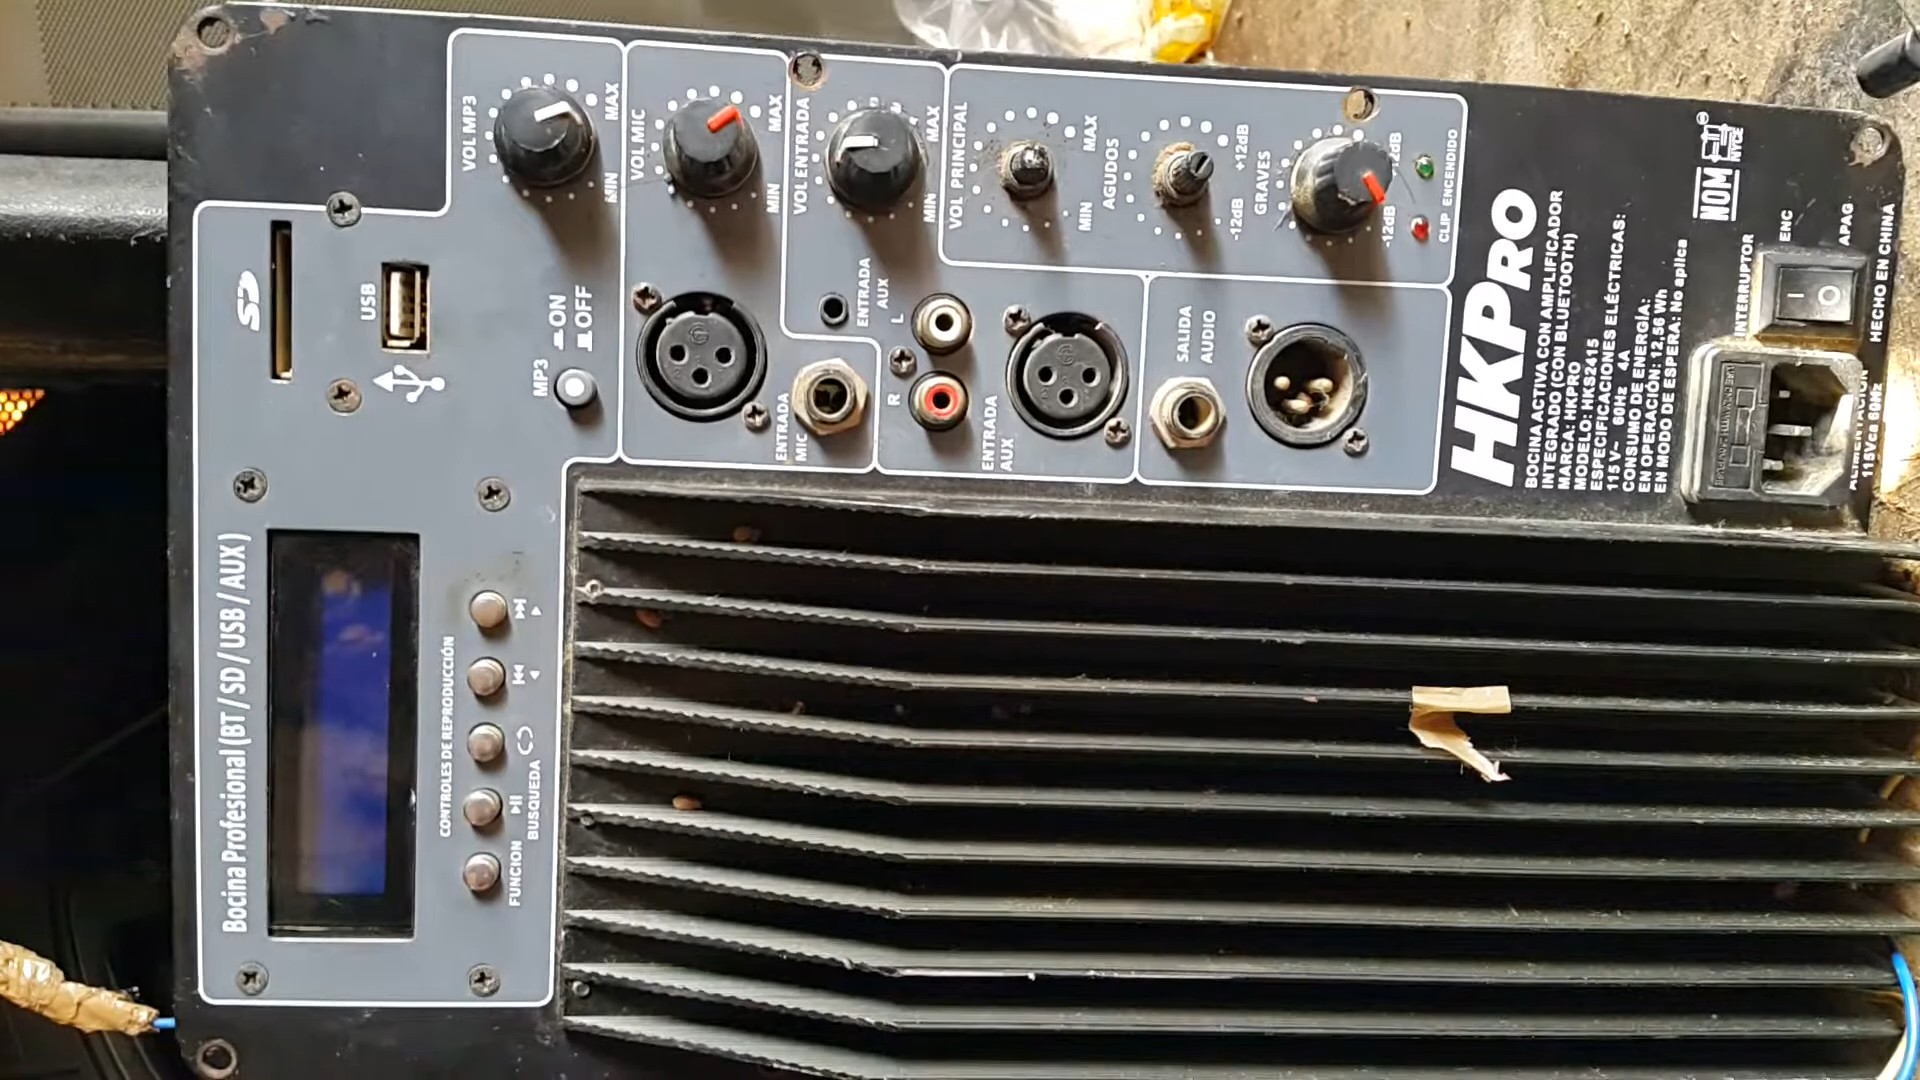 Bocina Profesional (BT / SD / USB / AUX)
SD
USB
MP3
ON
OFF
CONTROLES DE REPRODUCCIÓN
FUNCION
BUSQUEDA
VOL MP3
MIN
MAX
VOL MIC
MIN
MAX
ENTRADA
MIC
VOL ENTRADA
MIN
MAX
ENTRADA
AUX
L
R
ENTRADA
AUX
VOL PRINCIPAL
MIN
MAX
AGUDOS
-12dB
+12dB
GRAVES
-12dB
CLIP
ENCENDIDO
SALIDA
AUDIO
HKPRO
BOCINA ACTIVA CON AMPLIFICADOR
INTEGRADO (CON BLUETOOTH)
MARCA: HKPRO
MODELO: HKS2415
ESPECIFICACIONES ELÉCTRICAS:
115 V~ 60Hz 4A
CONSUMO DE ENERGÍA:
EN OPERACIÓN: 12,56 Wh
EN MODO DE ESPERA: No aplica
NOM
NYCE
INTERRUPTOR
ENC
APAG.
ALIMENTACIÓN
115Vca 60Hz
HECHO EN CHINA